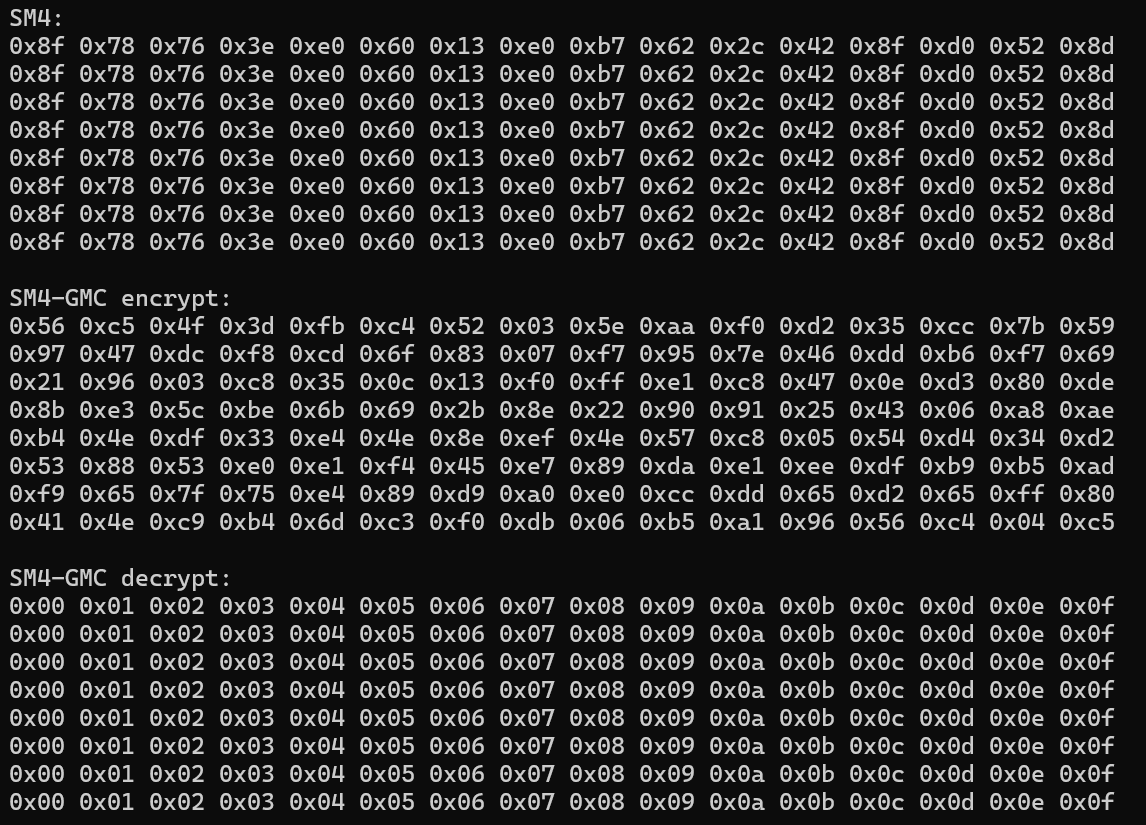 SM4:
0x8f 0x78 0x76 0x3e 0xe0 0x60 0x13 0xe0 0xb7 0x62 0x2c 0x42 0x8f 0xd0 0x52 0x8d
0x8f 0x78 0x76 0x3e 0xe0 0x60 0x13 0xe0 0xb7 0x62 0x2c 0x42 0x8f 0xd0 0x52 0x8d
0x8f 0x78 0x76 0x3e 0xe0 0x60 0x13 0xe0 0xb7 0x62 0x2c 0x42 0x8f 0xd0 0x52 0x8d
0x8f 0x78 0x76 0x3e 0xe0 0x60 0x13 0xe0 0xb7 0x62 0x2c 0x42 0x8f 0xd0 0x52 0x8d
0x8f 0x78 0x76 0x3e 0xe0 0x60 0x13 0xe0 0xb7 0x62 0x2c 0x42 0x8f 0xd0 0x52 0x8d
0x8f 0x78 0x76 0x3e 0xe0 0x60 0x13 0xe0 0xb7 0x62 0x2c 0x42 0x8f 0xd0 0x52 0x8d
0x8f 0x78 0x76 0x3e 0xe0 0x60 0x13 0xe0 0xb7 0x62 0x2c 0x42 0x8f 0xd0 0x52 0x8d
0x8f 0x78 0x76 0x3e 0xe0 0x60 0x13 0xe0 0xb7 0x62 0x2c 0x42 0x8f 0xd0 0x52 0x8d
SM4-GMC encrypt:
0x56 0xc5 0x4f 0x3d 0xfb 0xc4 0x52 0x03 0x5e 0xaa 0xf0 0xd2 0x35 0xcc 0x7b 0x59
0x97 0x47 0xdc 0xf8 0xcd 0x6f 0x83 0x07 0xf7 0x95 0x7e 0x46 0xdd 0xb6 0xf7 0x69
0x21 0x96 0x03 0xc8 0x35 0x0c 0x13 0xf0 0xff 0xe1 0xc8 0x47 0x0e 0xd3 0x80 0xde
0x8b 0xe3 0x5c 0xbe 0x6b 0x69 0x2b 0x8e 0x22 0x90 0x91 0x25 0x43 0x06 0xa8 0xae
0xb4 0x4e 0xdf 0x33 0xe4 0x4e 0x8e 0xef 0x4e 0x57 0xc8 0x05 0x54 0xd4 0x34 0xd2
0x53 0x88 0x53 0xe0 0xe1 0xf4 0x45 0xe7 0x89 0xda 0xe1 0xee 0xdf 0xb9 0xb5 0xad
0xf9 0x65 0x7f 0x75 0xe4 0x89 0xd9 0xa0 0xe0 0xcc 0xdd 0x65 0xd2 0x65 0xff 0x80
0x41 0x4e 0xc9 0xb4 0x6d 0xc3 0xf0 0xdb 0x06 0xb5 0xa1 0x96 0x56 0xc4 0x04 0xc5
SM4-GMC decrypt:
0x00 0x01 0x02 0x03 0x04 0x05 0x06 0x07 0x08 0x09 0x0a 0x0b 0x0c 0x0d 0x0e 0x0f
0x00 0x01 0x02 0x03 0x04 0x05 0x06 0x07 0x08 0x09 0x0a 0x0b 0x0c 0x0d 0x0e 0x0f
0x00 0x01 0x02 0x03 0x04 0x05 0x06 0x07 0x08 0x09 0x0a 0x0b 0x0c 0x0d 0x0e 0x0f
0x00 0x01 0x02 0x03 0x04 0x05 0x06 0x07 0x08 0x09 0x0a 0x0b 0x0c 0x0d 0x0e 0x0f
0x00 0x01 0x02 0x03 0x04 0x05 0x06 0x07 0x08 0x09 0x0a 0x0b 0x0c 0x0d 0x0e 0x0f
0x00 0x01 0x02 0x03 0x04 0x05 0x06 0x07 0x08 0x09 0x0a 0x0b 0x0c 0x0d 0x0e 0x0f
0x00 0x01 0x02 0x03 0x04 0x05 0x06 0x07 0x08 0x09 0x0a 0x0b 0x0c 0x0d 0x0e 0x0f
0x00 0x01 0x02 0x03 0x04 0x05 0x06 0x07 0x08 0x09 0x0a 0x0b 0x0c 0x0d 0x0e 0x0f